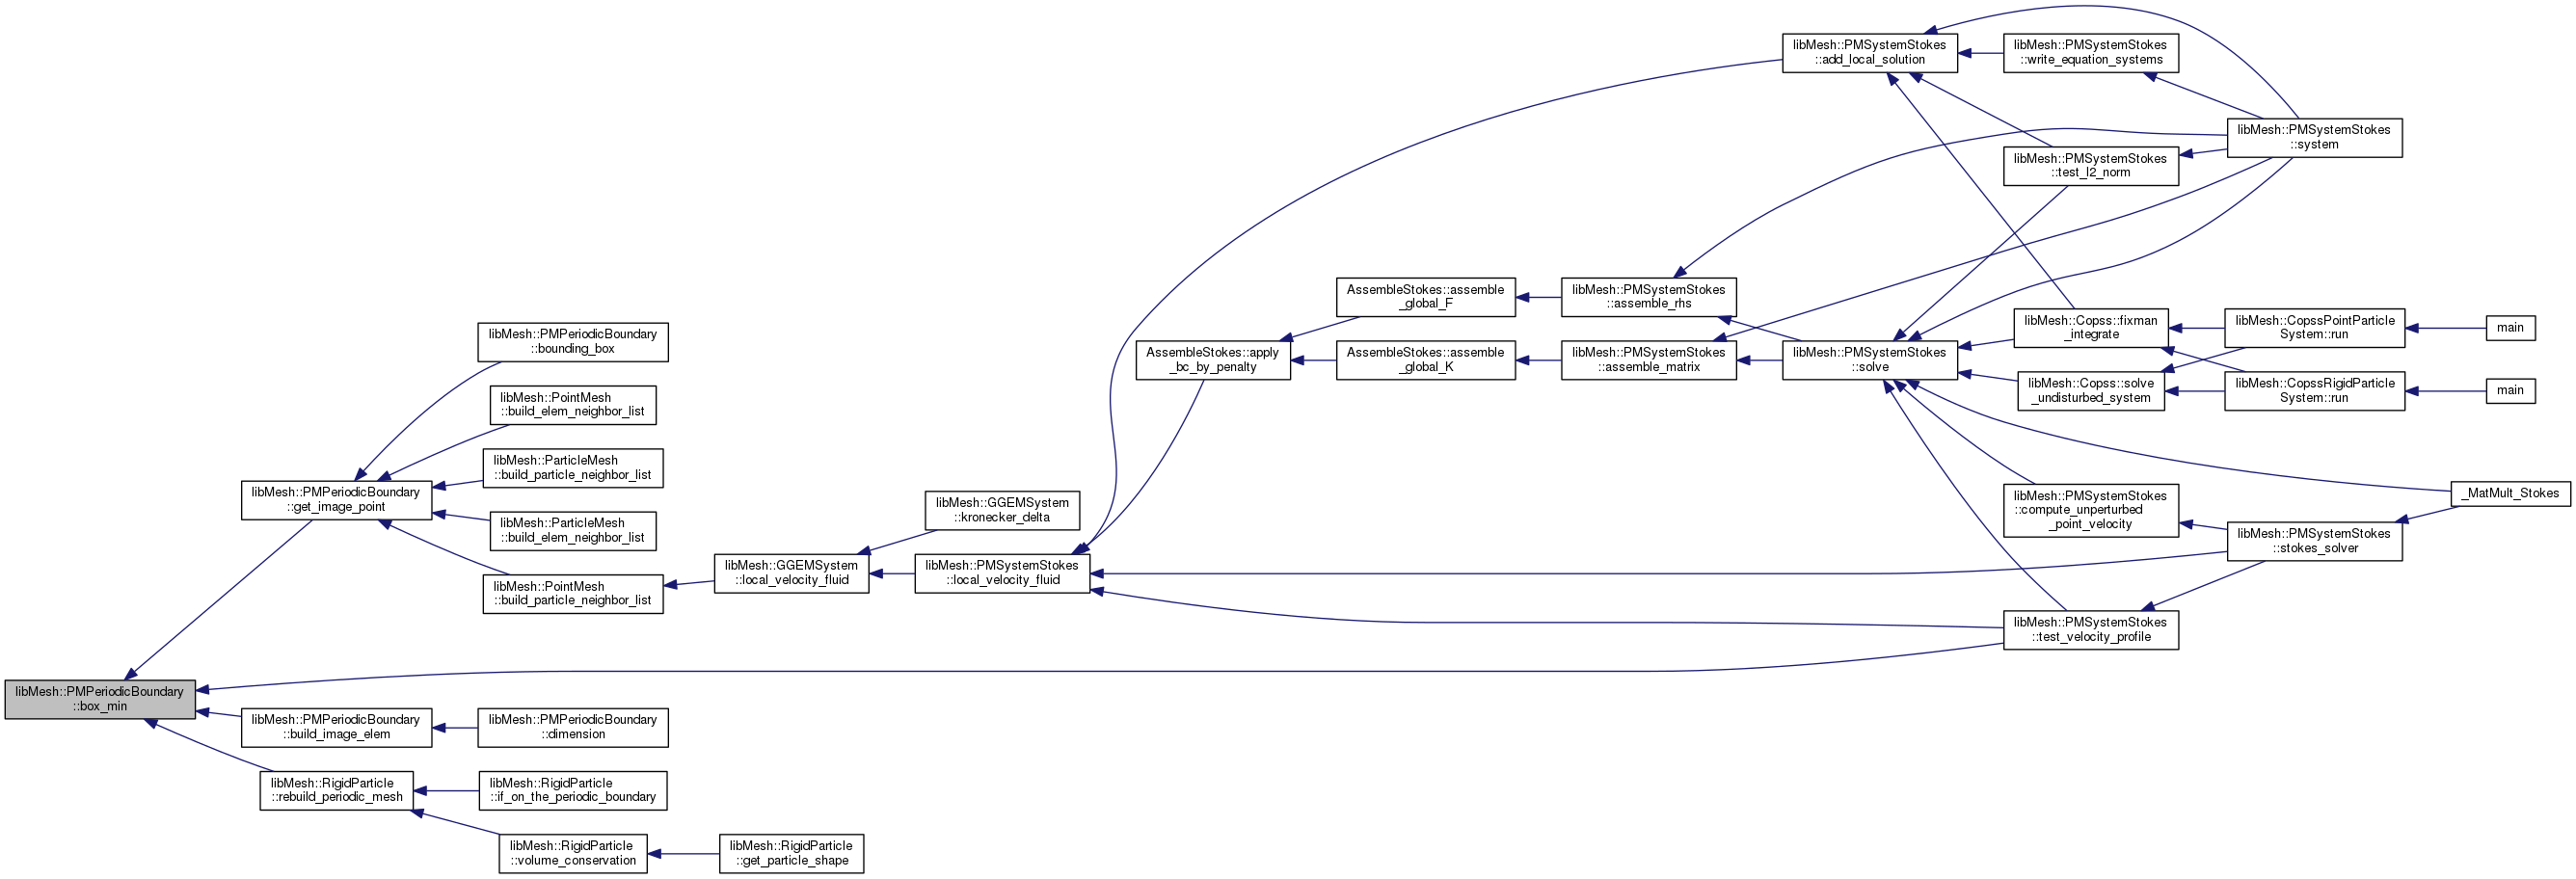 libMesh::PMPeriodicBoundary
::box_min
libMesh::PMPeriodicBoundary
::get_image_point
libMesh::PMPeriodicBoundary
::bounding_box
libMesh::PointMesh
::build_elem_neighbor_list
libMesh::ParticleMesh
::build_particle_neighbor_list
libMesh::ParticleMesh
::build_elem_neighbor_list
libMesh::PointMesh
::build_particle_neighbor_list
libMesh::GGEMSystem
::local_velocity_fluid
libMesh::GGEMSystem
::kronecker_delta
libMesh::PMSystemStokes
::local_velocity_fluid
AssembleStokes::apply
_bc_by_penalty
AssembleStokes::assemble
_global_F
AssembleStokes::assemble
_global_K
libMesh::PMSystemStokes
::assemble_rhs
libMesh::PMSystemStokes
::assemble_matrix
libMesh::PMSystemStokes
::add_local_solution
libMesh::PMSystemStokes
::solve
libMesh::PMSystemStokes
::write_equation_systems
libMesh::PMSystemStokes
::test_l2_norm
libMesh::PMSystemStokes
::system
libMesh::Copss::fixman
_integrate
libMesh::Copss::solve
_undisturbed_system
libMesh::CopssPointParticle
System::run
main
libMesh::CopssRigidParticle
System::run
main
libMesh::PMSystemStokes
::compute_unperturbed
_point_velocity
_MatMult_Stokes
libMesh::PMSystemStokes
::stokes_solver
libMesh::PMSystemStokes
::test_velocity_profile
libMesh::PMPeriodicBoundary
::build_image_elem
libMesh::PMPeriodicBoundary
::dimension
libMesh::RigidParticle
::rebuild_periodic_mesh
libMesh::RigidParticle
::if_on_the_periodic_boundary
libMesh::RigidParticle
::volume_conservation
libMesh::RigidParticle
::get_particle_shape